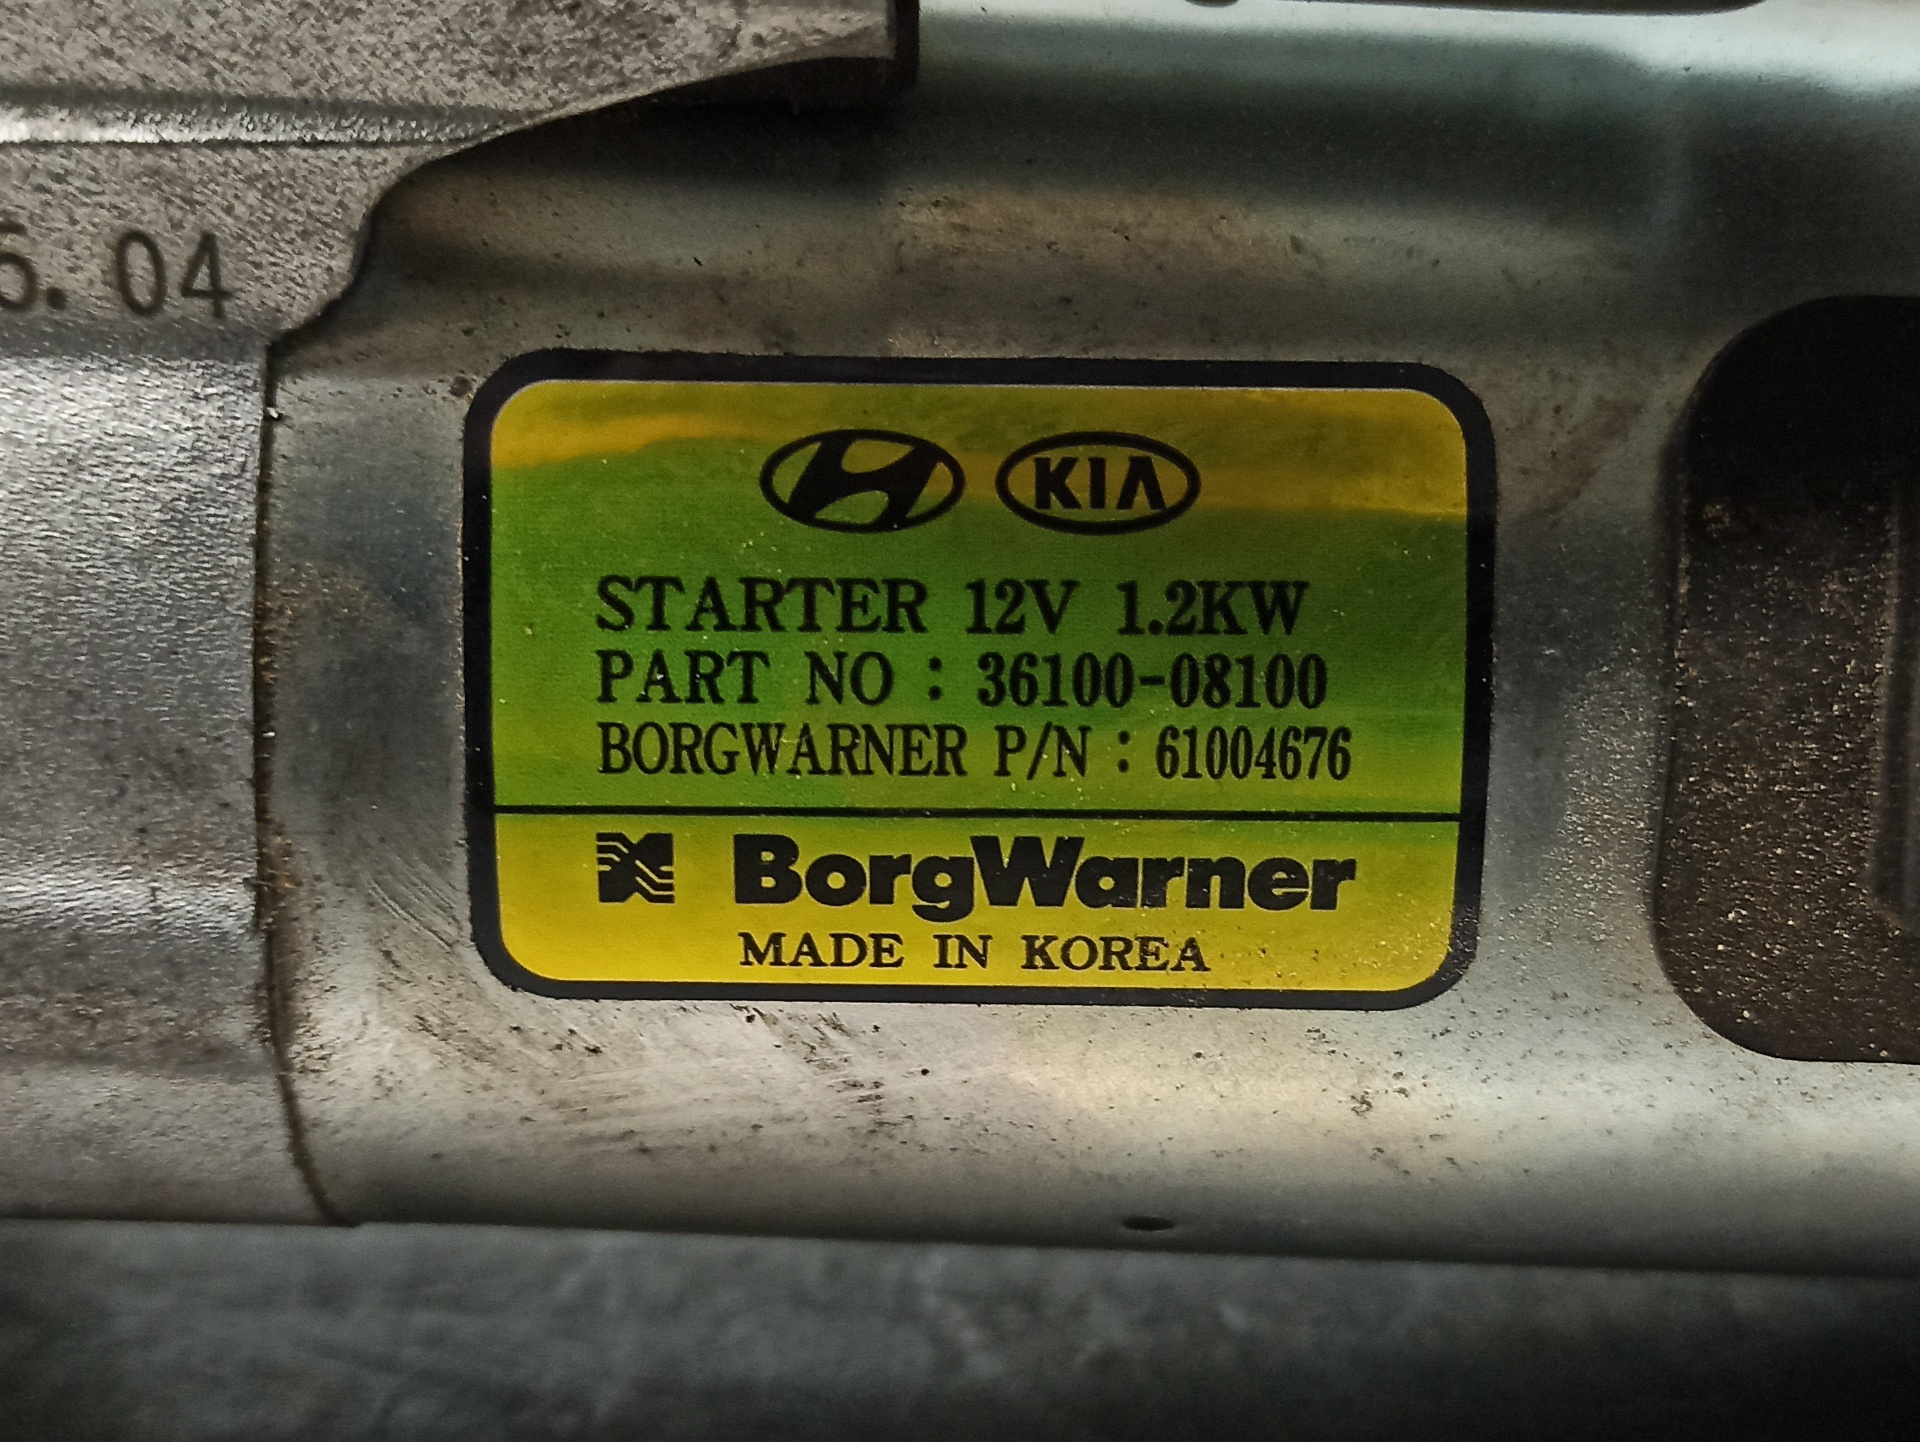 5. 04
KIA
STARTER 12V 1.2KW
PART NO : 36100-08100
BORGWARNER P/N : 61004676
BorgWarner
MADE IN KOREA